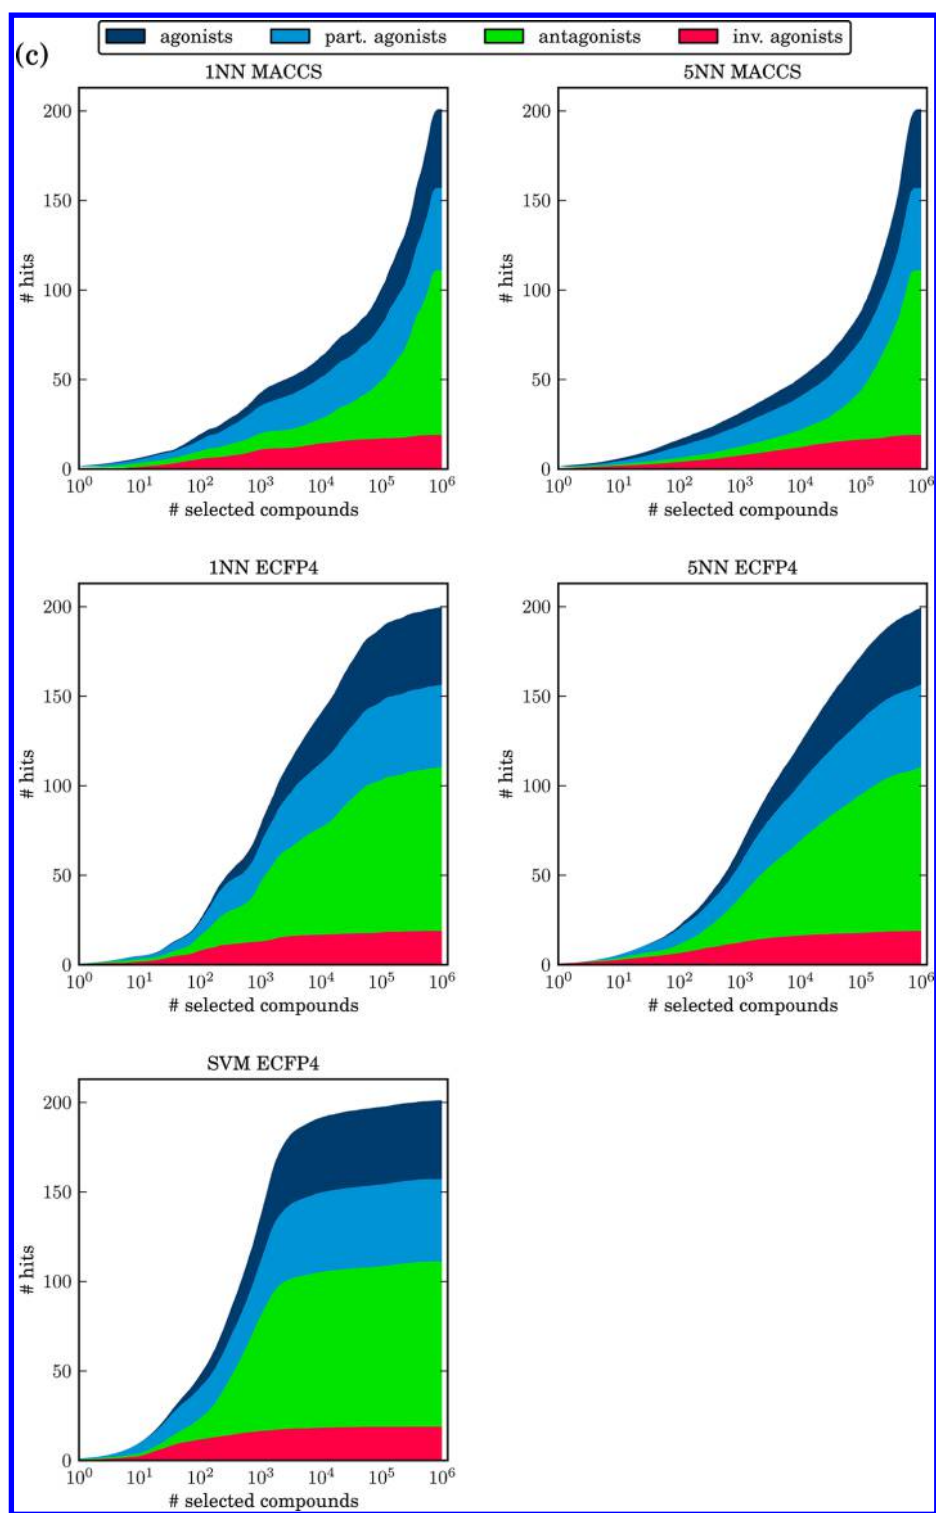 agonists part. agonists antagonists inv. agonists
(c)
1NN MACCS
200
150
100
50
0
# hits
10^0 10^1 10^2 10^3 10^4 10^5 10^6
# selected compounds
5NN MACCS
200
150
100
50
0
# hits
10^0 10^1 10^2 10^3 10^4 10^5 10^6
# selected compounds
1NN ECFP4
200
150
100
50
0
# hits
10^0 10^1 10^2 10^3 10^4 10^5 10^6
# selected compounds
5NN ECFP4
200
150
100
50
0
# hits
10^0 10^1 10^2 10^3 10^4 10^5 10^6
# selected compounds
SVM ECFP4
200
150
100
50
0
# hits
10^0 10^1 10^2 10^3 10^4 10^5 10^6
# selected compounds